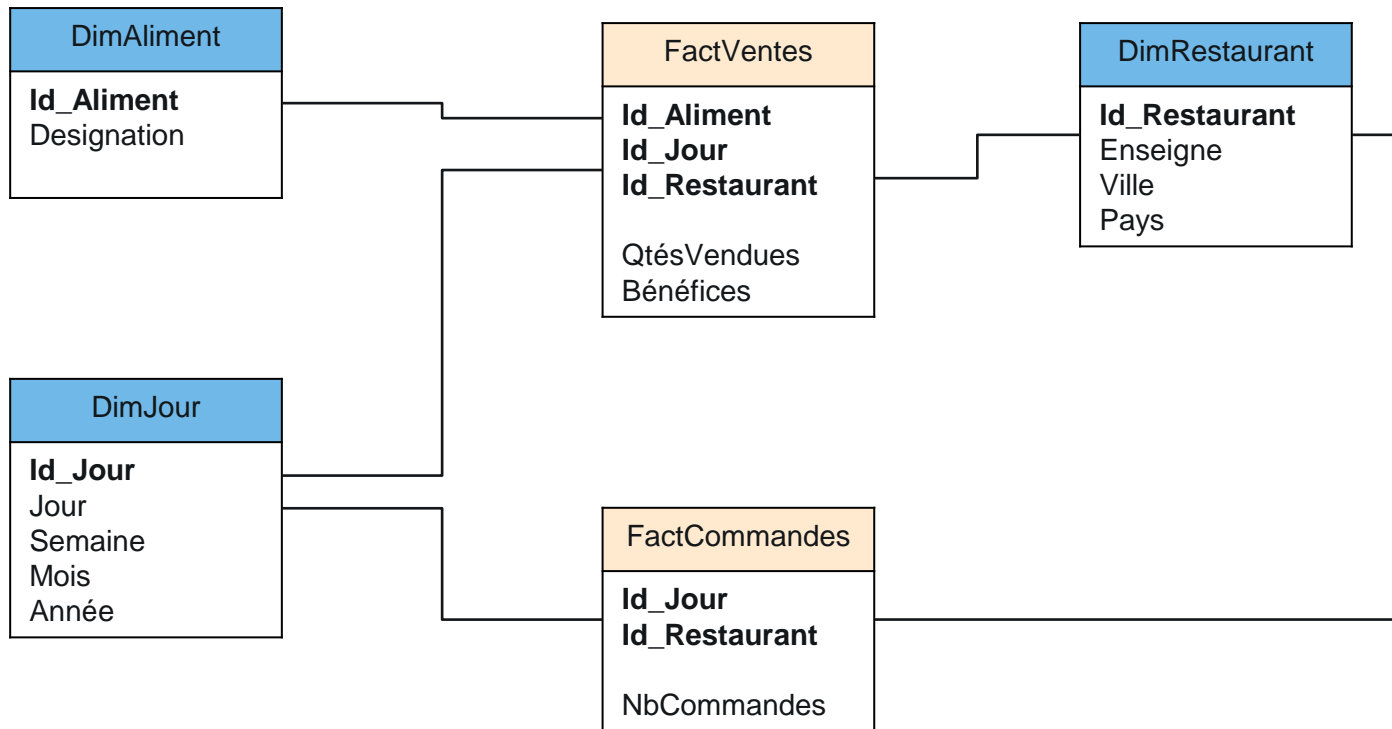 DimAliment
Id_Aliment
Designation
FactVentes
Id_Aliment
Id_Jour
Id_Restaurant
QtésVendues
Bénéfices
DimRestaurant
Id_Restaurant
Enseigne
Ville
Pays
DimJour
Id_Jour
Jour
Semaine
Mois
Année
FactCommandes
Id_Jour
Id_Restaurant
NbCommandes